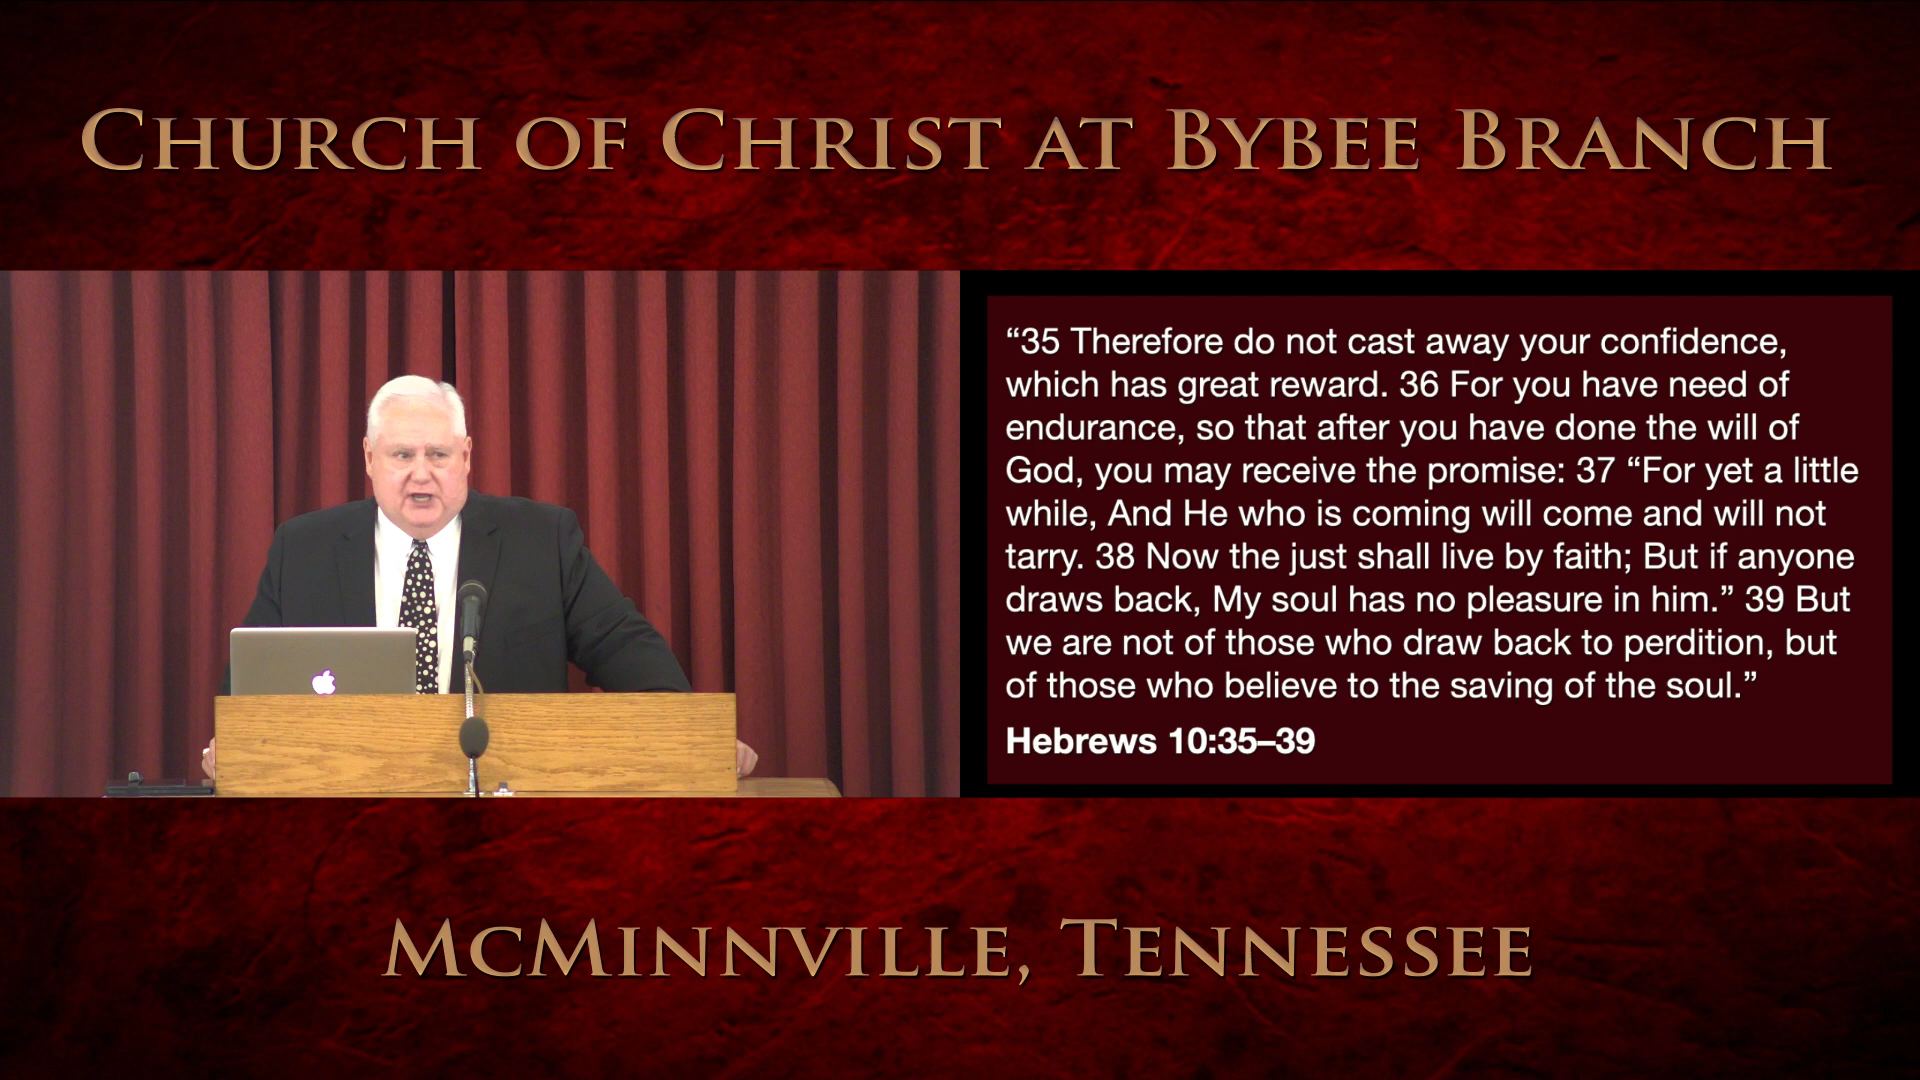 CHURCH OF CHRIST AT BYBEE BRANCH
“35 Therefore do not cast away your confidence,
which has great reward. 36 For you have need of
endurance, so that after you have done the will of
God, you may receive the promise: 37 “For yet a little
while, And He who is coming will come and will not
tarry. 38 Now the just shall live by faith; But if anyone
draws back, My soul has no pleasure in him.” 39 But
we are not of those who draw back to perdition, but
of those who believe to the saving of the soul.”
Hebrews 10:35–39
MCMINNVILLE, TENNESSEE